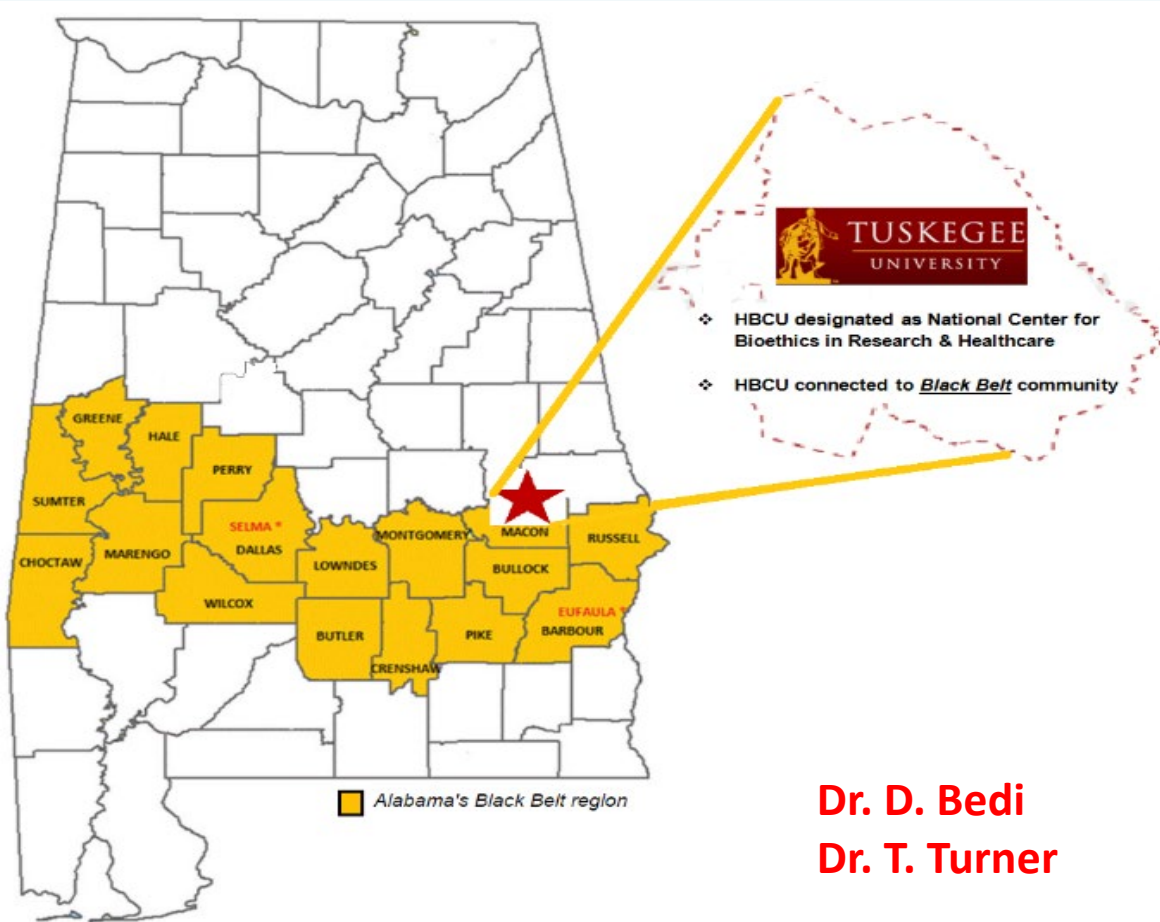 TUSKEGEE
UNIVERSITY
❖ HBCU designated as National Center for
Bioethics in Research & Healthcare
❖ HBCU connected to Black Belt community
GREENE
HALE
PERRY
SUMTER
SELMA *
DALLAS
MONTGOMERY
MACON
RUSSELL
CHOCTAW
MARENGO
LOWNDES
BULLOCK
WILCOX
EUFAULA *
BUTLER
PIKE
BARBOUR
CRENSHAW
Alabama's Black Belt region
Dr. D. Bedi
Dr. T. Turner